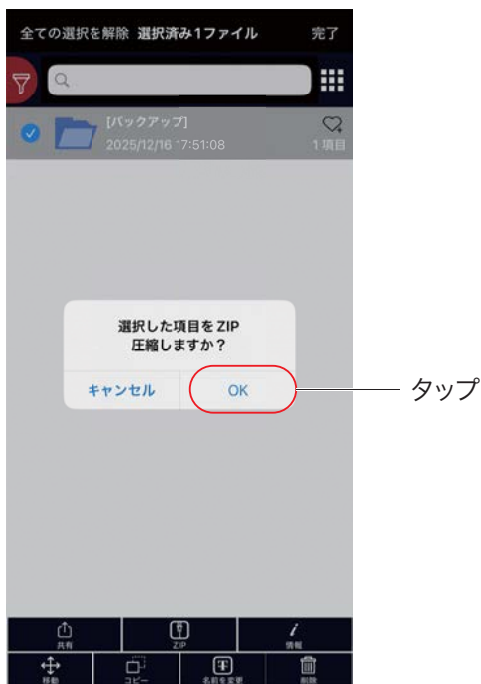 全ての選択を解除 選択済み1ファイル 完了
[バックアップ]
2025/12/16 17:51:08 1 項目
選択した項目を ZIP
圧縮しますか？
キャンセル OK
タップ
共有 ZIP 情報
移動 コピー 名前を変更 削除